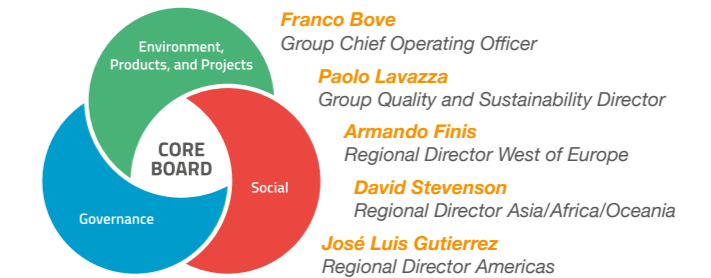 Environment,
Products, and Projects
CORE
BOARD
Social
Governance
Franco Bove
Group Chief Operating Officer
Paolo Lavazza
Group Quality and Sustainability Director
Armando Finis
Regional Director West of Europe
David Stevenson
Regional Director Asia/Africa/Oceania
José Luis Gutierrez
Regional Director Americas